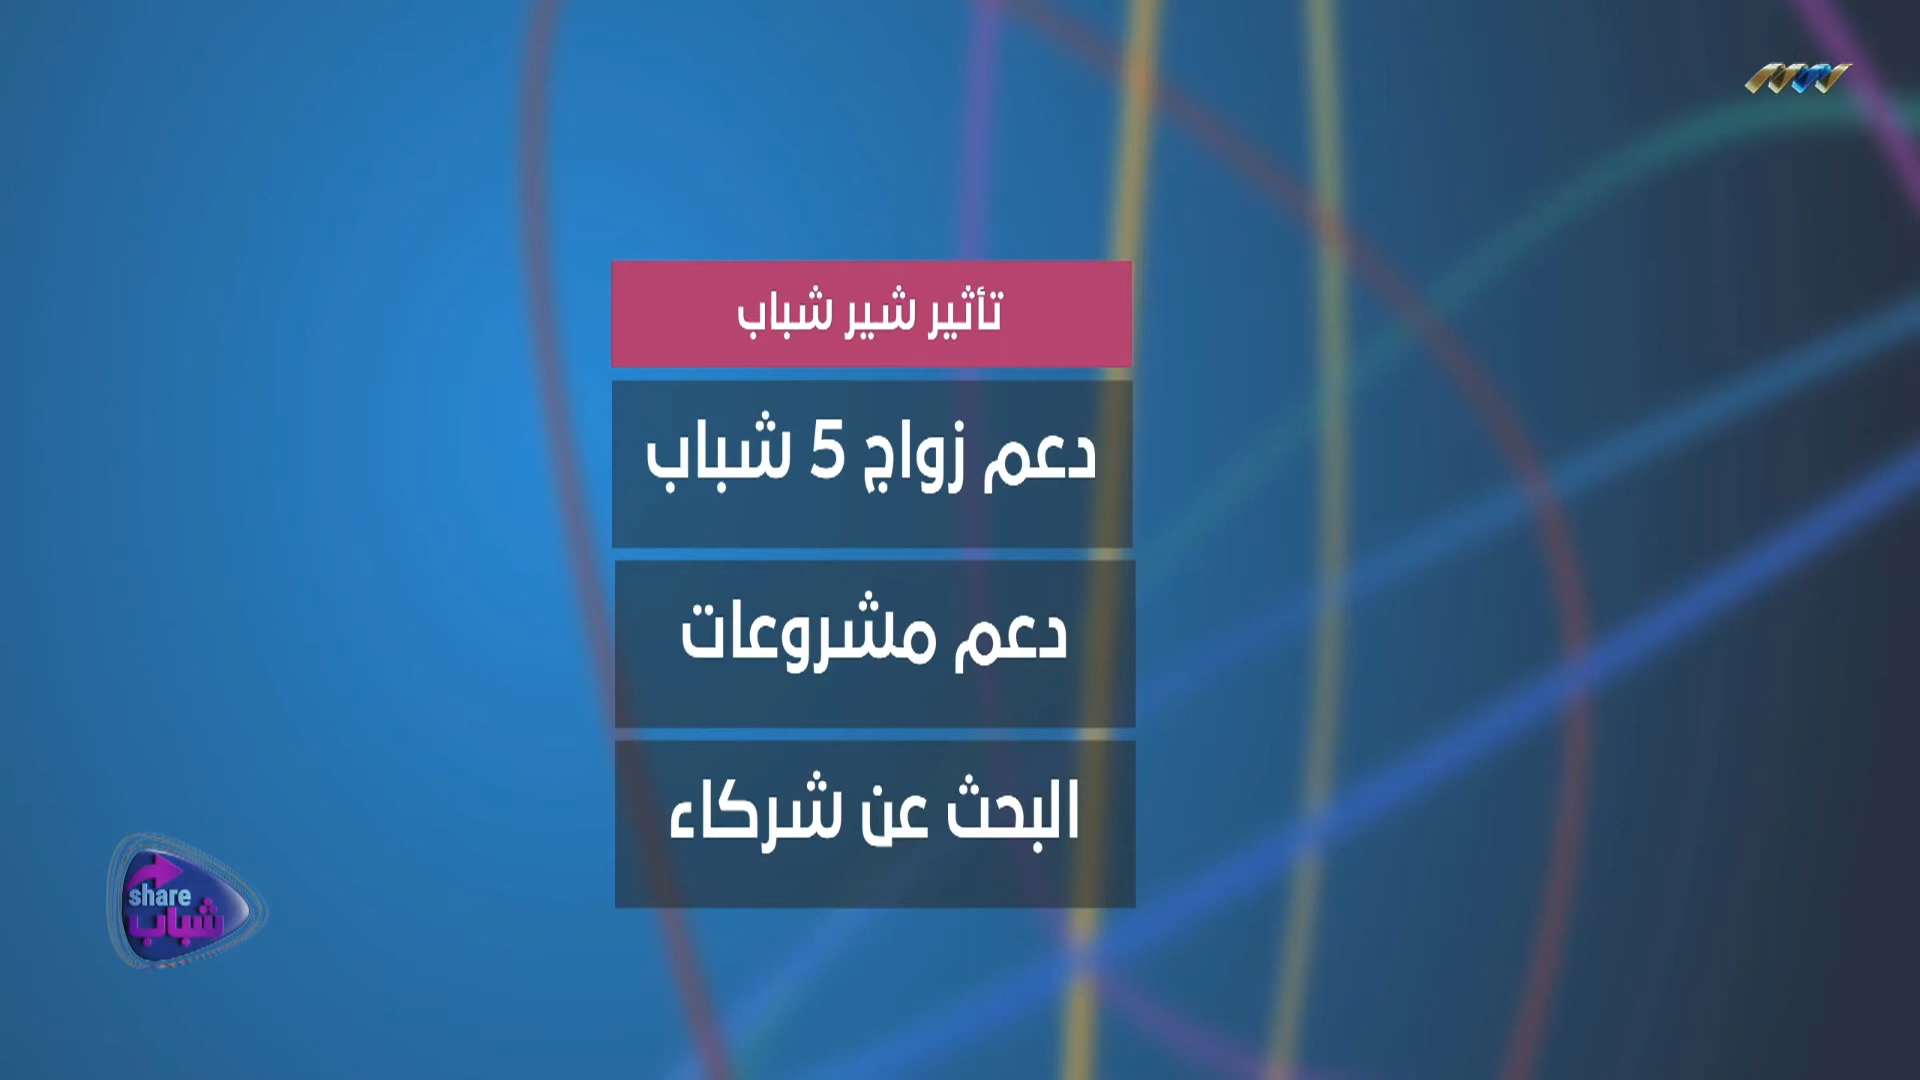 تأثير شير شباب
دعم زواج 5 شباب
دعم مشروعات
البحث عن شركاء
share
شباب